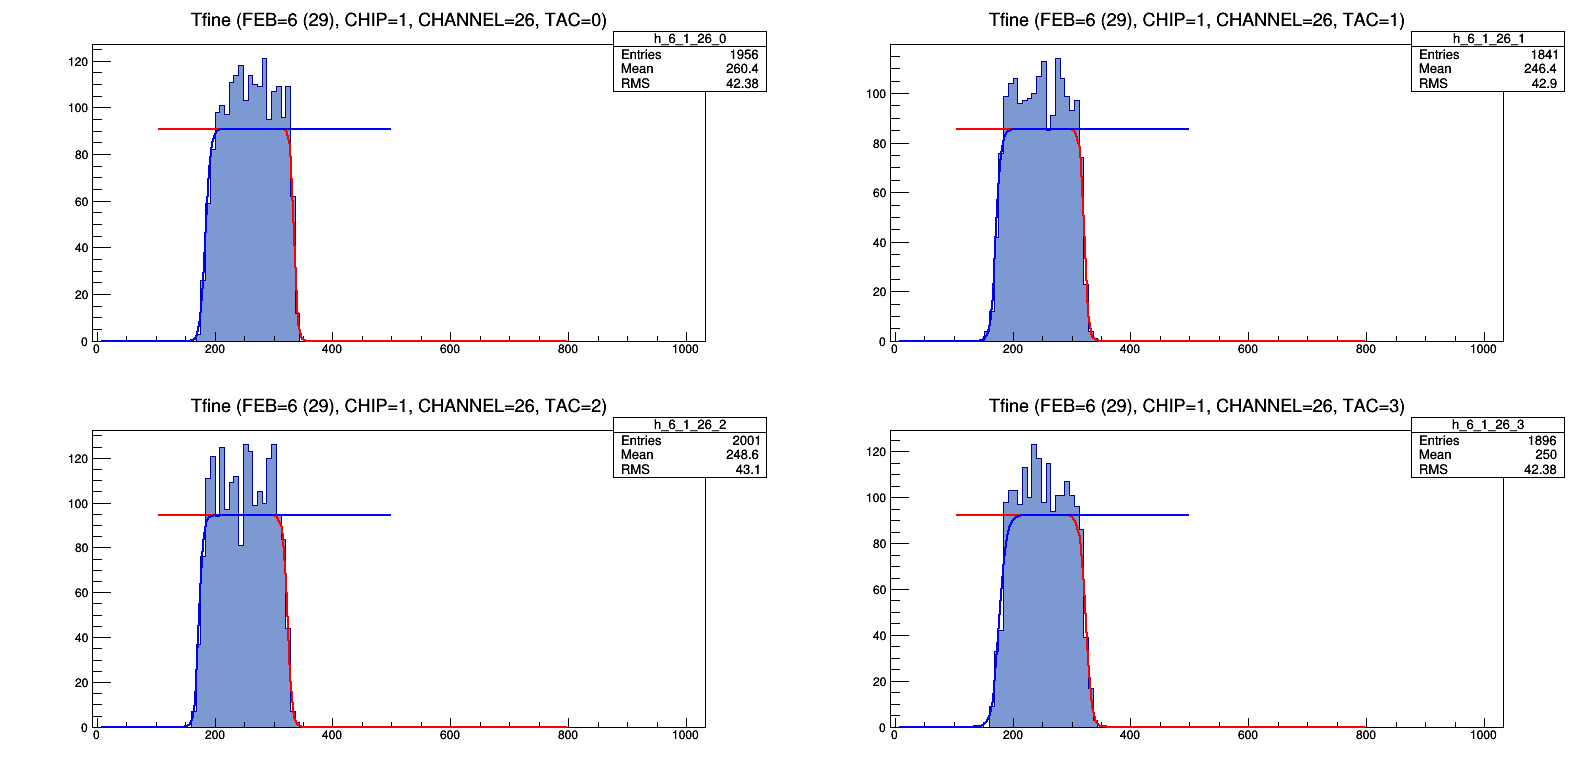 Tfine (FEB=6 (29), CHIP=1, CHANNEL=26, TAC=0)
h_6_1_26_0
Entries 1956
Mean 260.4
RMS 42.38
120
100
80
60
40
20
0
0 200 400 600 800 1000
Tfine (FEB=6 (29), CHIP=1, CHANNEL=26, TAC=1)
h_6_1_26_1
Entries 1841
Mean 246.4
RMS 42.9
100
80
60
40
20
0
0 200 400 600 800 1000
Tfine (FEB=6 (29), CHIP=1, CHANNEL=26, TAC=2)
h_6_1_26_2
Entries 2001
Mean 248.6
RMS 43.1
120
100
80
60
40
20
0
0 200 400 600 800 1000
Tfine (FEB=6 (29), CHIP=1, CHANNEL=26, TAC=3)
h_6_1_26_3
Entries 1896
Mean 250
RMS 42.38
120
100
80
60
40
20
0
0 200 400 600 800 1000